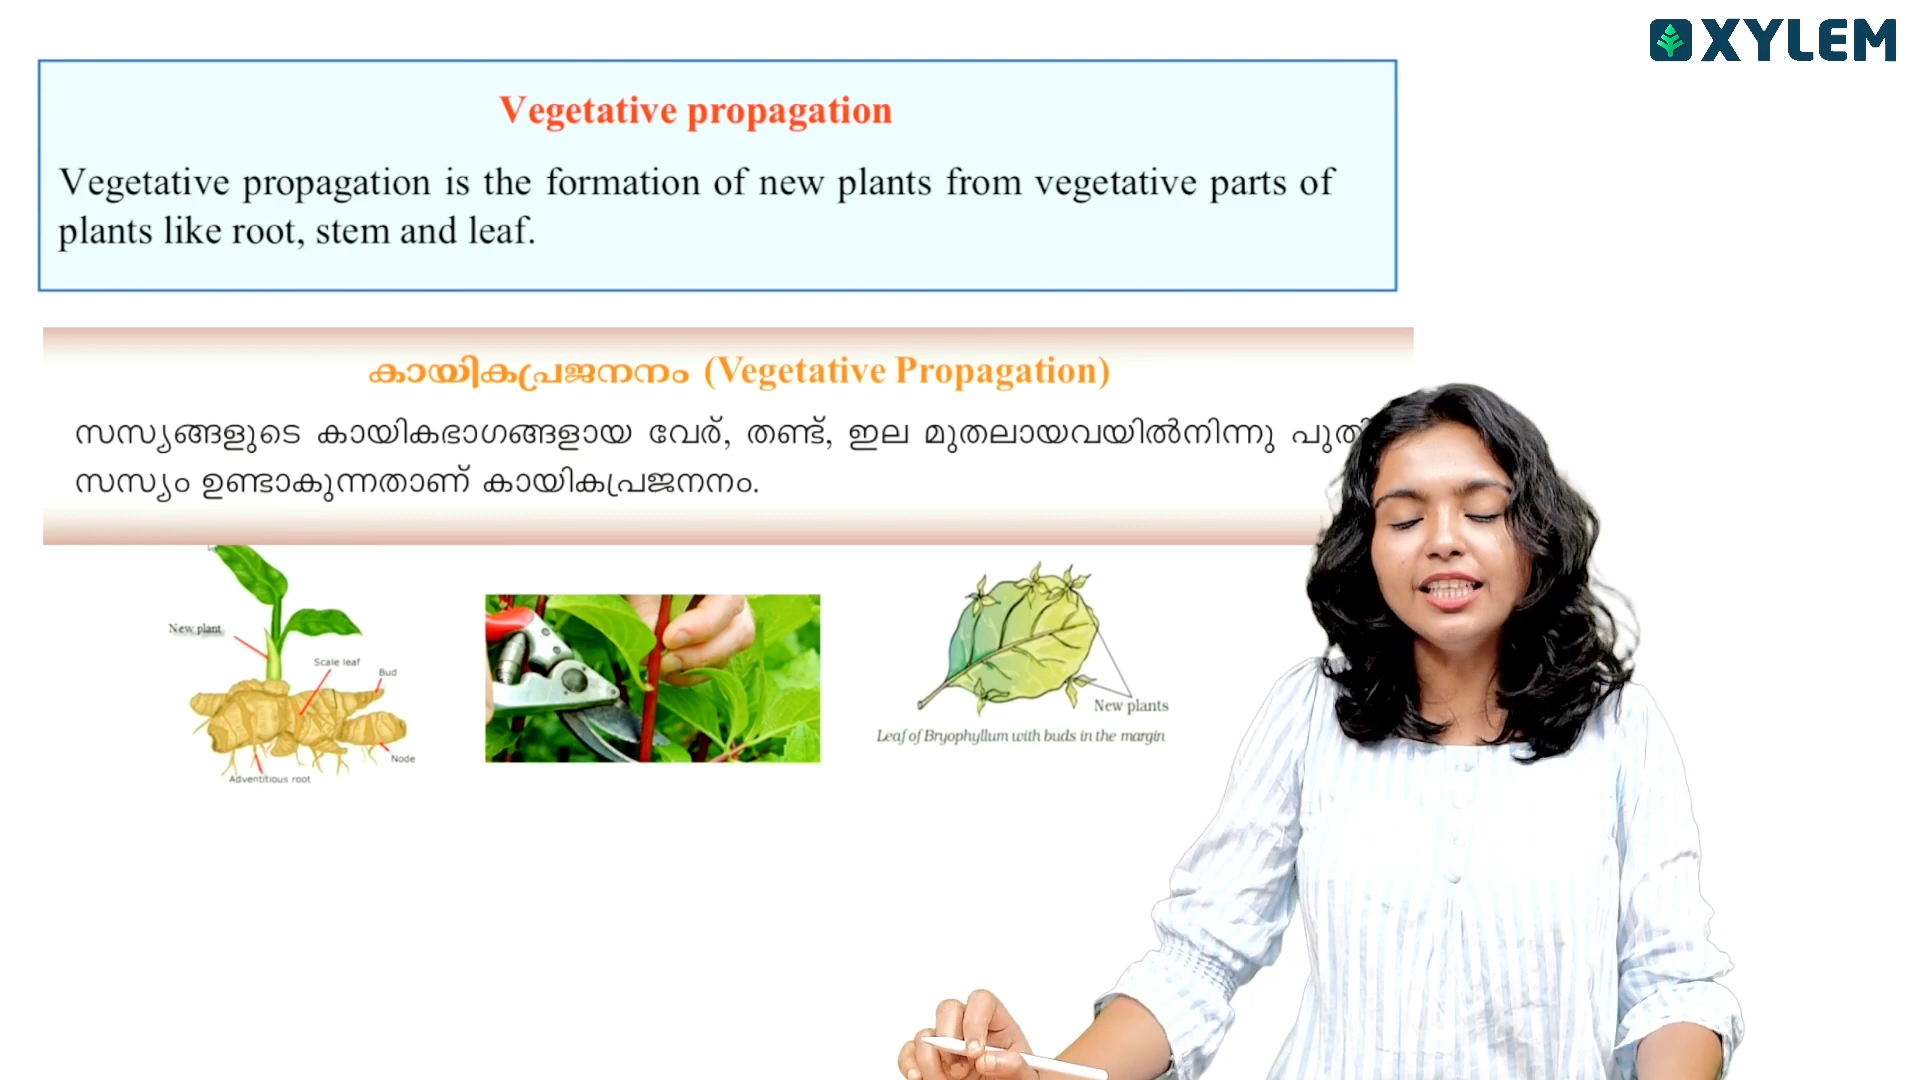 XYLEM
Vegetative propagation
Vegetative propagation is the formation of new plants from vegetative parts of
plants like root, stem and leaf.
കായികപ്രജനനം (Vegetative Propagation)
സസ്യങ്ങളുടെ കായികഭാഗങ്ങളായ വേര്, തണ്ട്, ഇല മുതലായവയിൽനിന്നു
സസ്യം ഉണ്ടാകുന്നതാണ് കായികപ്രജനനം.
New plant
Scale leaf
Bud
Node
Adventitious root
New plants
Leaf of Bryophyllum with buds in the margin